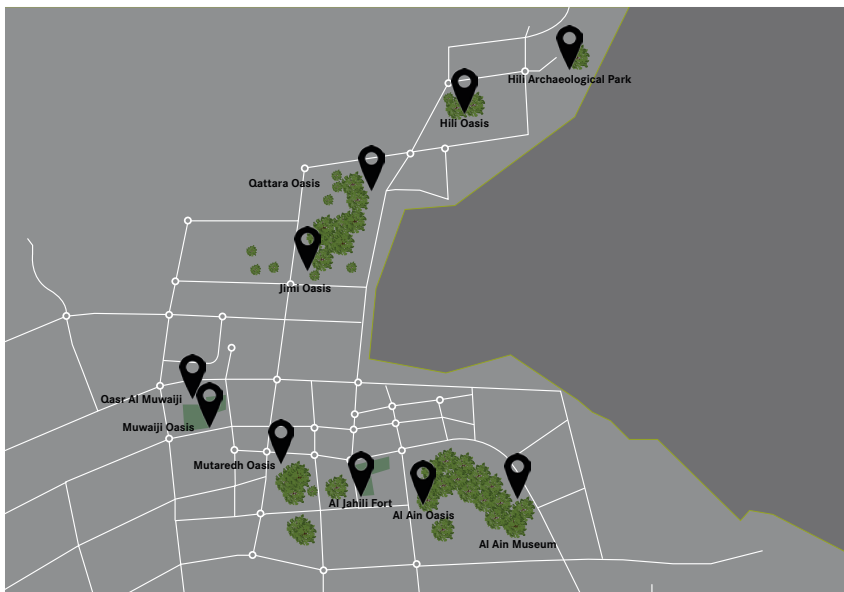 Hili Archaeological Park
Hili Oasis
Qattara Oasis
Jimi Oasis
Qasr Al Muwaiji
Muwaiji Oasis
Mutaredh Oasis
Al Jahili Fort
Al Ain Oasis
Al Ain Museum